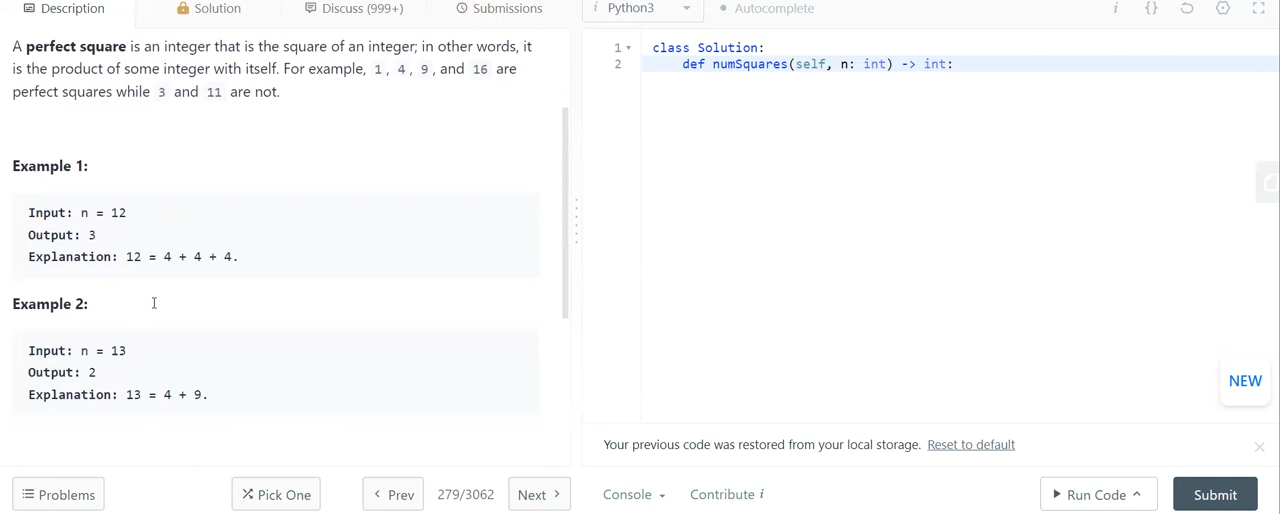 Description Solution Discuss (999+) Submissions i Python3 Autocomplete i {}
A perfect square is an integer that is the square of an integer; in other words, it
is the product of some integer with itself. For example, 1, 4, 9, and 16 are
perfect squares while 3 and 11 are not.
Example 1:
Input: n = 12
Output: 3
Explanation: 12 = 4 + 4 + 4.
Example 2:
Input: n = 13
Output: 2
Explanation: 13 = 4 + 9.
1 class Solution:
2 def numSquares(self, n: int) -> int:
NEW
Your previous code was restored from your local storage. Reset to default
Problems Pick One < Prev 279/3062 Next > Console Contribute i Run Code Submit